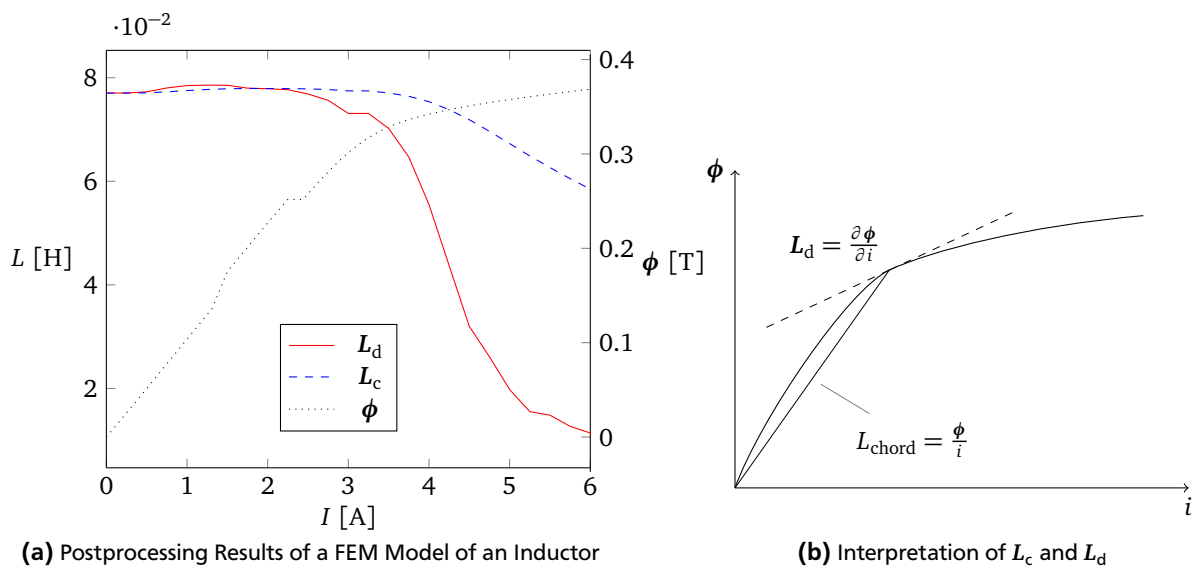 ·10⁻²
8
6
4
2
L [H]
0.4
0.3
0.2
0.1
0
ϕ [T]
L_d
L_c
ϕ
0 1 2 3 4 5 6
I [A]
(a) Postprocessing Results of a FEM Model of an Inductor
ϕ
L_d = ∂ϕ/∂i
L_chord = ϕ/i
i
(b) Interpretation of L_c and L_d